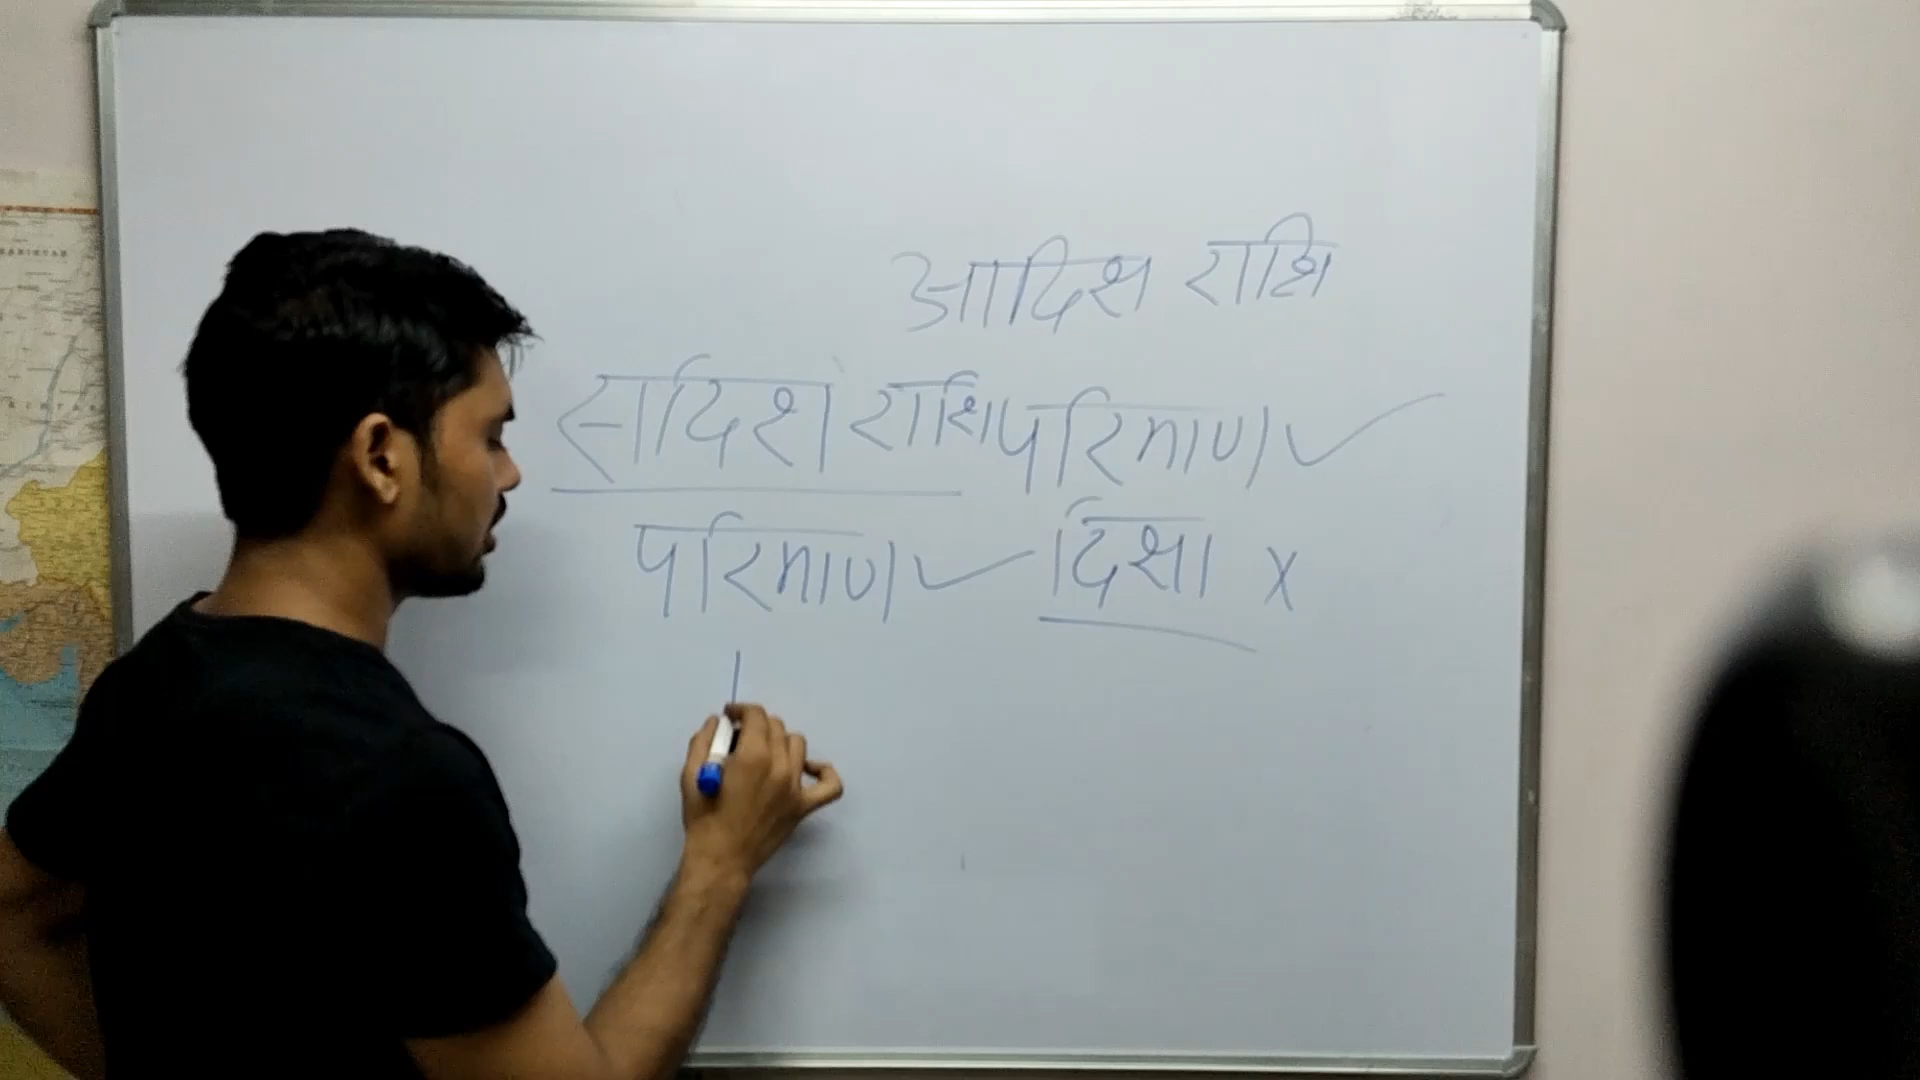 आदिश राशि
सदिश राशि परिमाण ✓
परिमाण ✓ दिशा x